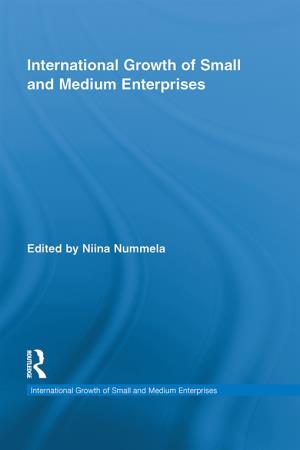 International Growth of Small
and Medium Enterprises
Edited by Niina Nummela
ROUTLEDGE
International Growth of Small and Medium Enterprises